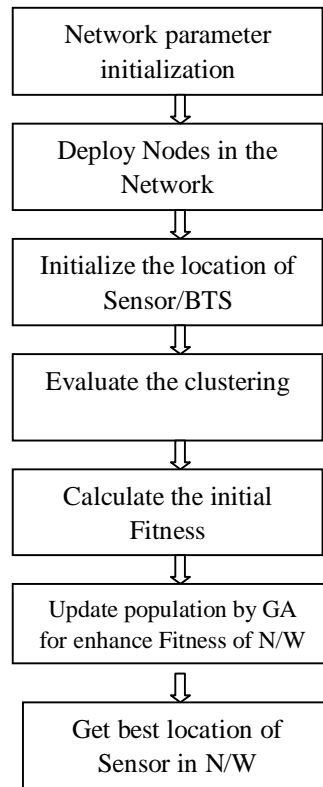 Network parameter
initialization
Deploy Nodes in the
Network
Initialize the location of
Sensor/BTS
Evaluate the clustering
Calculate the initial
Fitness
Update population by GA
for enhance Fitness of N/W
Get best location of
Sensor in N/W